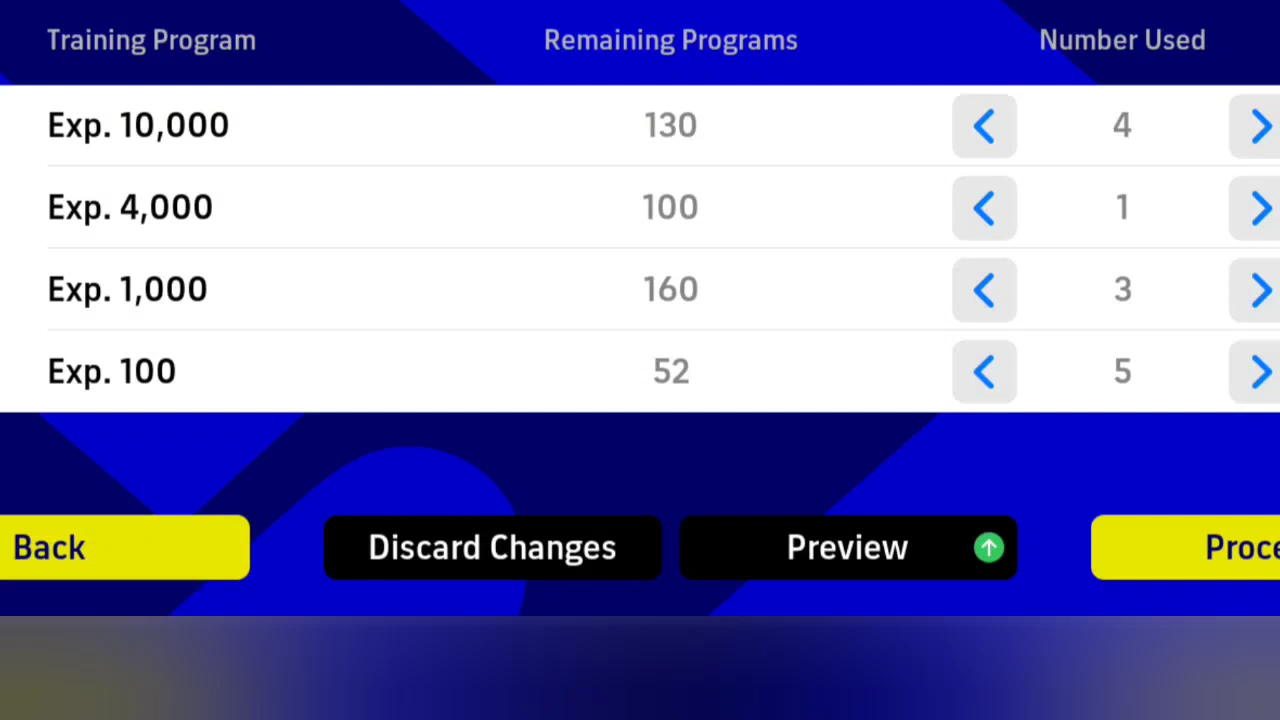 Training Program Remaining Programs Number Used
Exp. 10,000 130 4
Exp. 4,000 100 1
Exp. 1,000 160 3
Exp. 100 52 5
Back Discard Changes Preview Proce